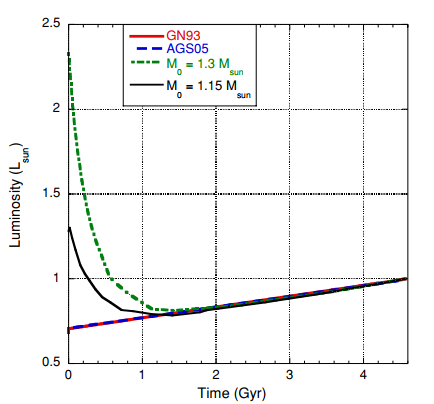 GN93
AGS05
M0 = 1.3 Msun
M0 = 1.15 Msun
2.5
2
1.5
1
0.5
Luminosity (Lsun)
0 1 2 3 4
Time (Gyr)